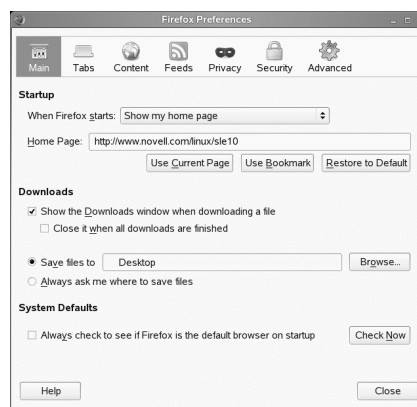 Firefox Preferences
Main Tabs Content Feeds Privacy Security Advanced
Startup
When Firefox starts: Show my home page
Home Page: http://www.novell.com/linux/sle10
Use Current Page Use Bookmark Restore to Default
Downloads
Show the Downloads window when downloading a file
Close it when all downloads are finished
Save files to Desktop Browse...
Always ask me where to save files
System Defaults
Always check to see if Firefox is the default browser on startup Check Now
Help Close